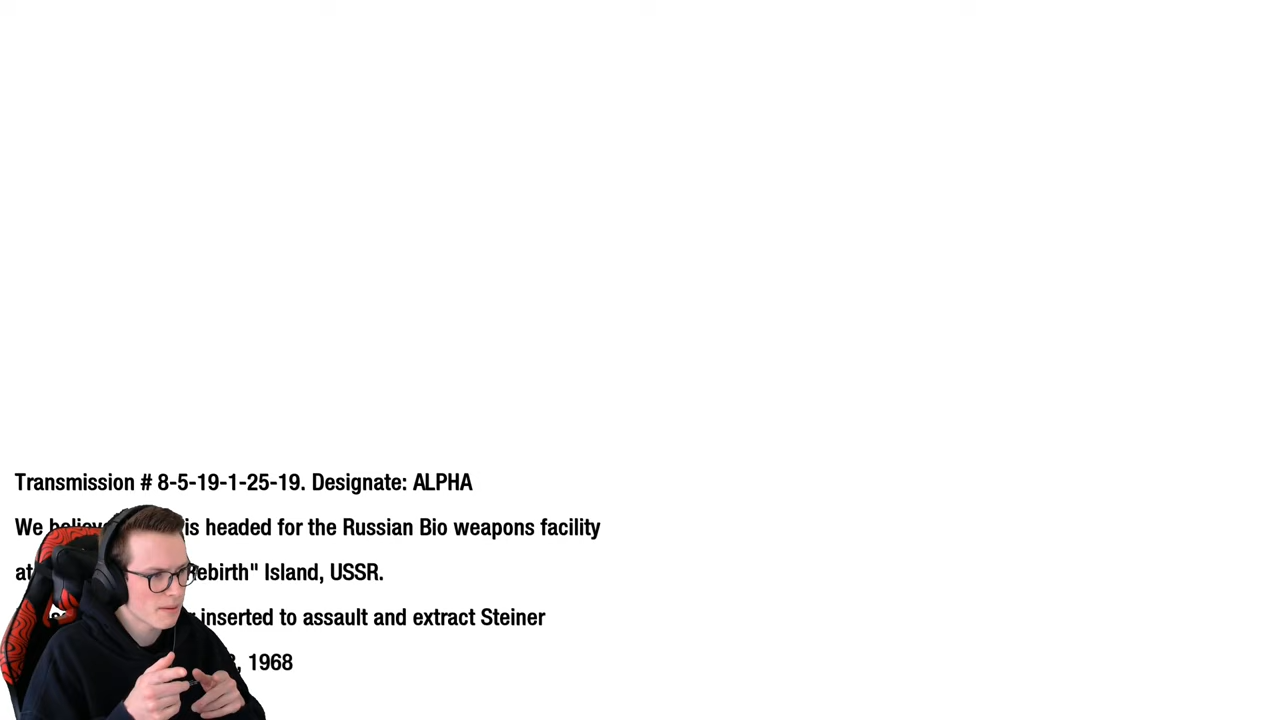 Transmission # 8-5-19-1-25-19. Designate: ALPHA
We is headed for the Russian Bio weapons facility
at Island, USSR.
inserted to assault and extract Steiner
1968